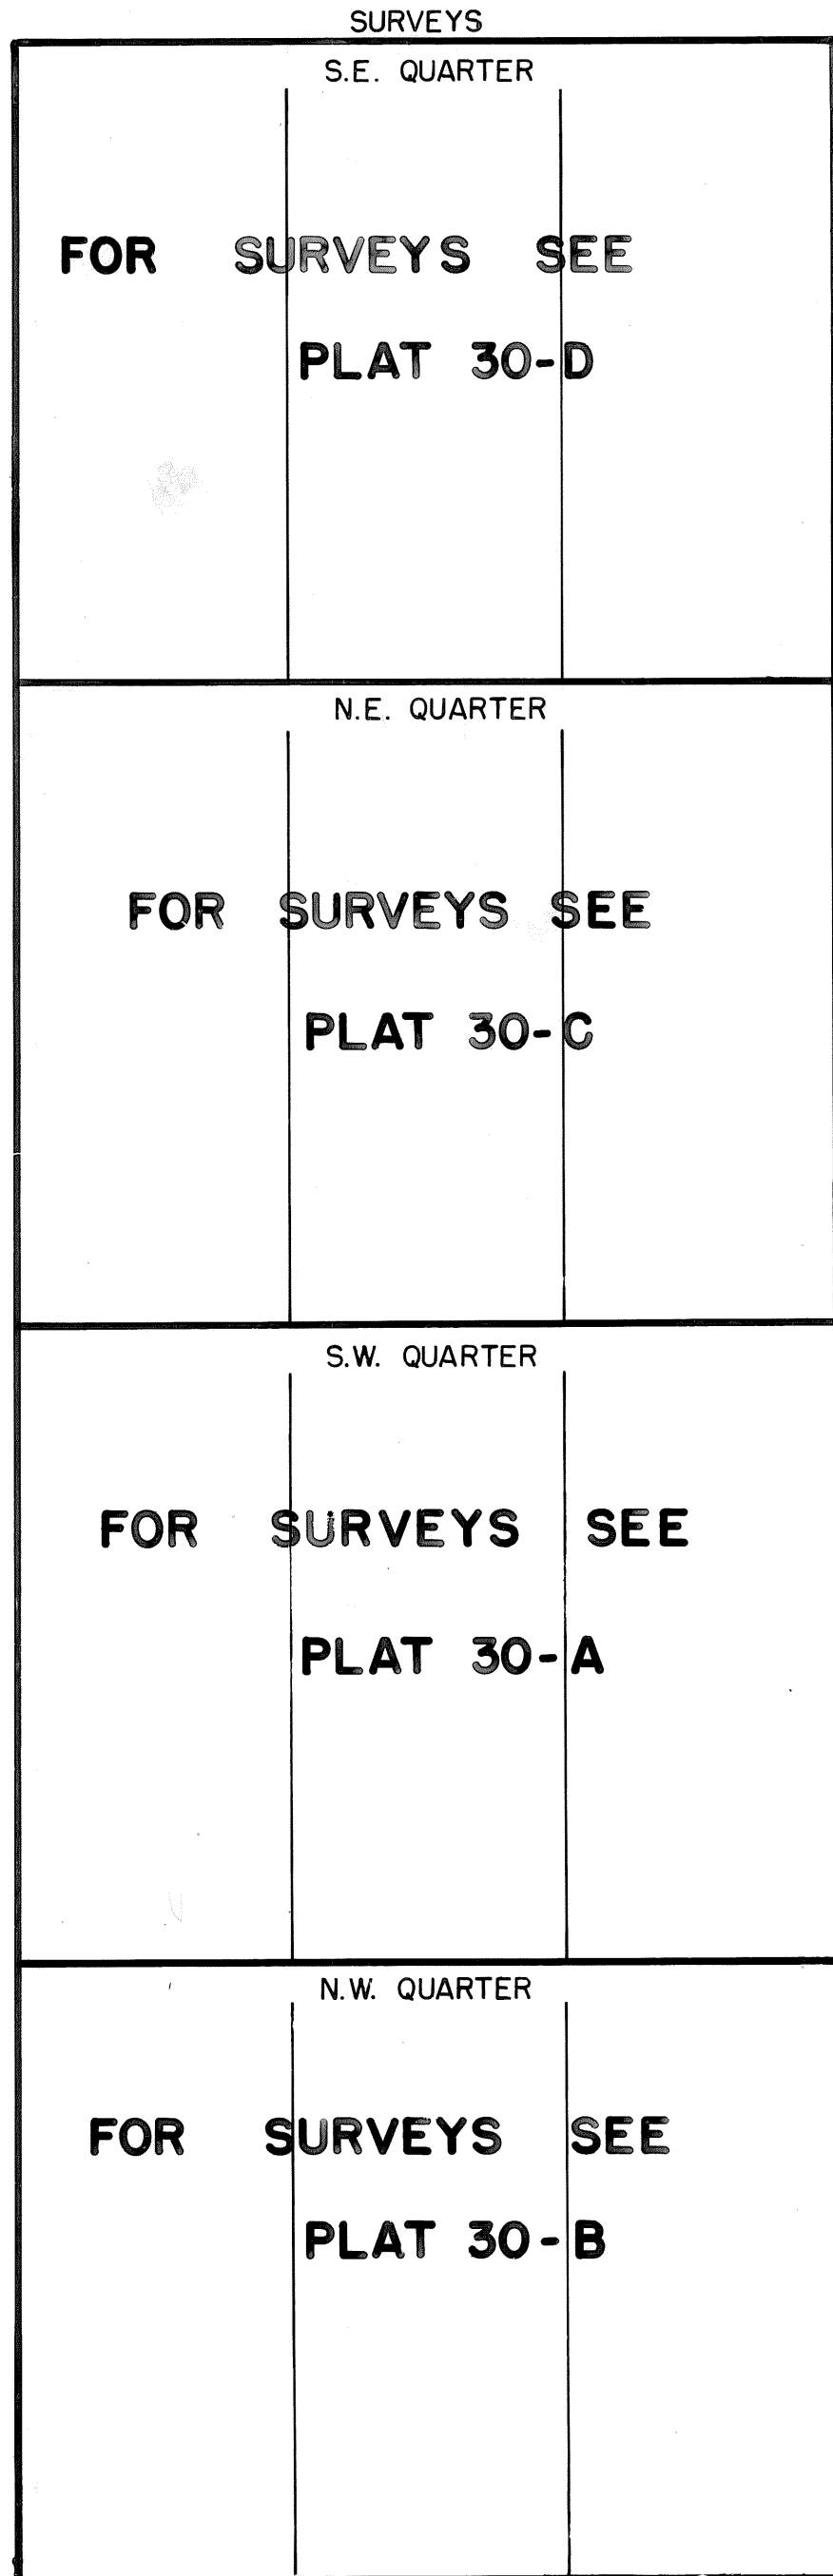 SURVEYS
S.E. QUARTER
FOR SURVEYS SEE
PLAT 30-D
N.E. QUARTER
FOR SURVEYS SEE
PLAT 30-C
S.W. QUARTER
FOR SURVEYS SEE
PLAT 30-A
N.W. QUARTER
FOR SURVEYS SEE
PLAT 30-B